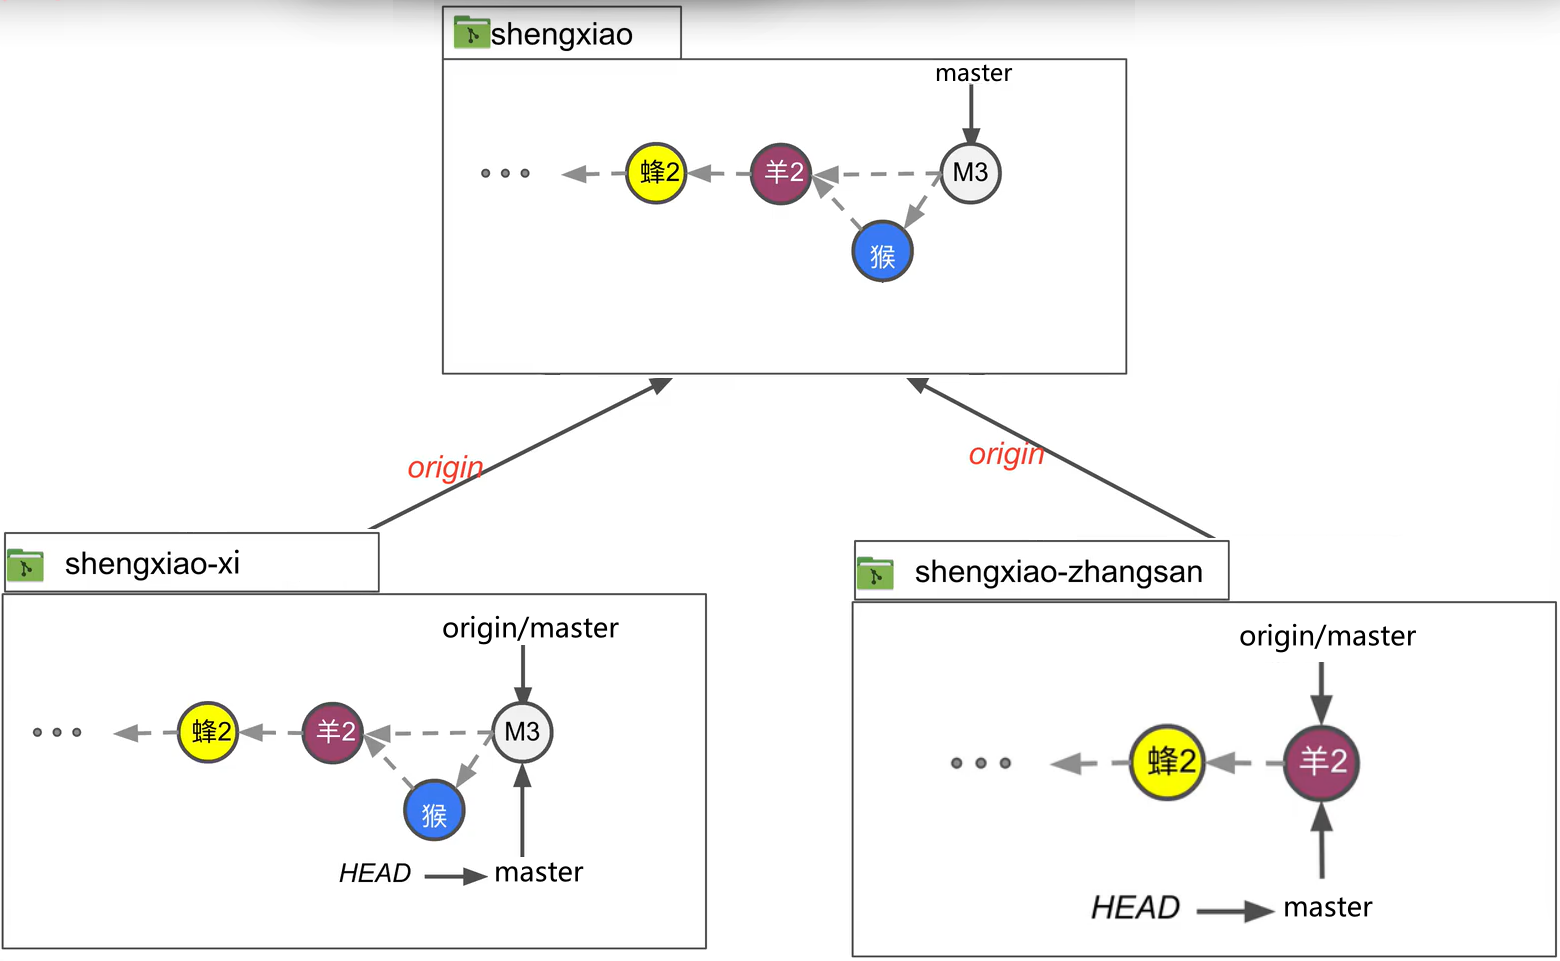 shengxiao
master
蜂2
羊2
M3
猴
origin
origin
shengxiao-xi
origin/master
蜂2
羊2
M3
猴
HEAD
master
shengxiao-zhangsan
origin/master
蜂2
羊2
HEAD
master